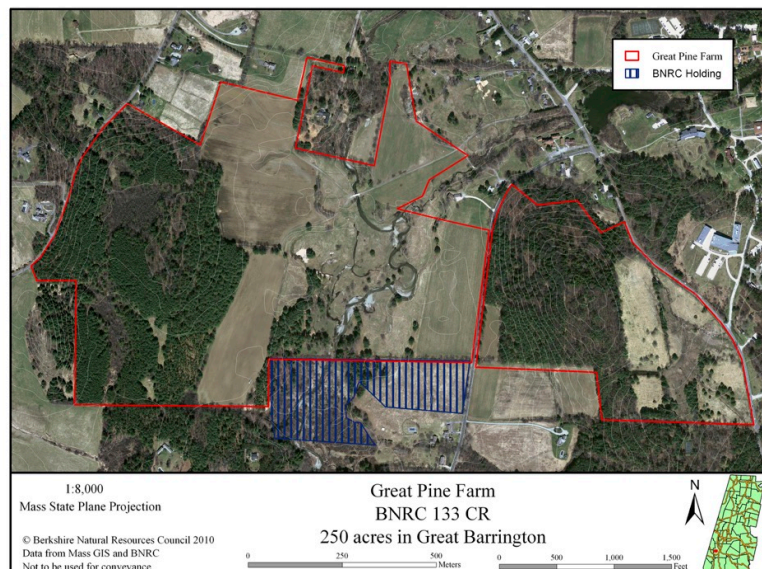 Great Pine Farm
BNRC Holding
1:8,000
Mass State Plane Projection
© Berkshire Natural Resources Council 2010
Data from Mass GIS and BNRC
Not to be used for conveyance
Great Pine Farm
BNRC 133 CR
250 acres in Great Barrington
0 250 500
Meters
0 500 1,000 1,500
Feet
N